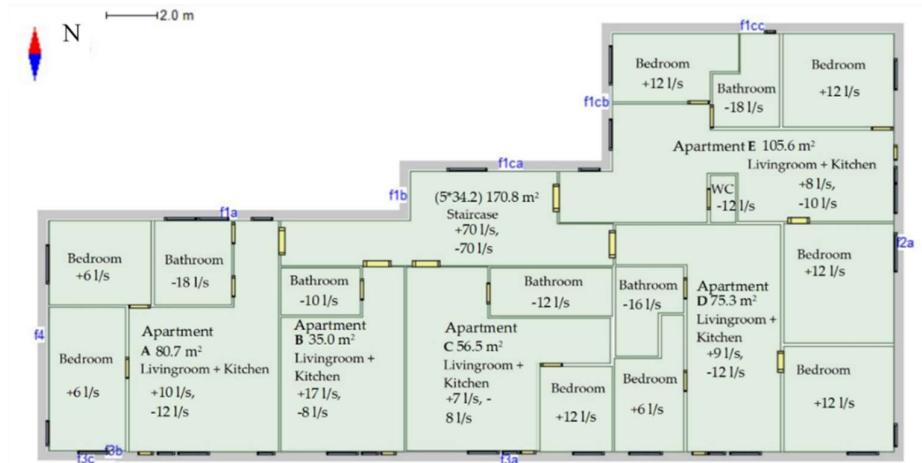 2.0 m
N
f1cc
Bedroom
+12 l/s
Bathroom
-18 l/s
Bedroom
+12 l/s
f1cb
Apartment E 105.6 m²
Livingroom + Kitchen
+8 l/s,
-10 l/s
WC
-12 l/s
f1ca
f1b
(5*34.2) 170.8 m²
Staircase
+70 l/s,
-70 l/s
f1a
Bedroom
+6 l/s
Bathroom
-18 l/s
f2a
Bedroom
+12 l/s
Bathroom
-10 l/s
Bathroom
-12 l/s
Bathroom
-16 l/s
Apartment
D 75.3 m²
Livingroom +
Kitchen
+9 l/s,
-12 l/s
f4
Bedroom
+6 l/s
Apartment
A 80.7 m²
Livingroom + Kitchen
+10 l/s,
-12 l/s
Apartment
B 35.0 m²
Livingroom +
Kitchen
+17 l/s,
-8 l/s
Apartment
C 56.5 m²
Livingroom +
Kitchen
+7 l/s, -
8 l/s
Bedroom
+12 l/s
Bedroom
+6 l/s
Bedroom
+12 l/s
f3c
f3b
f3a